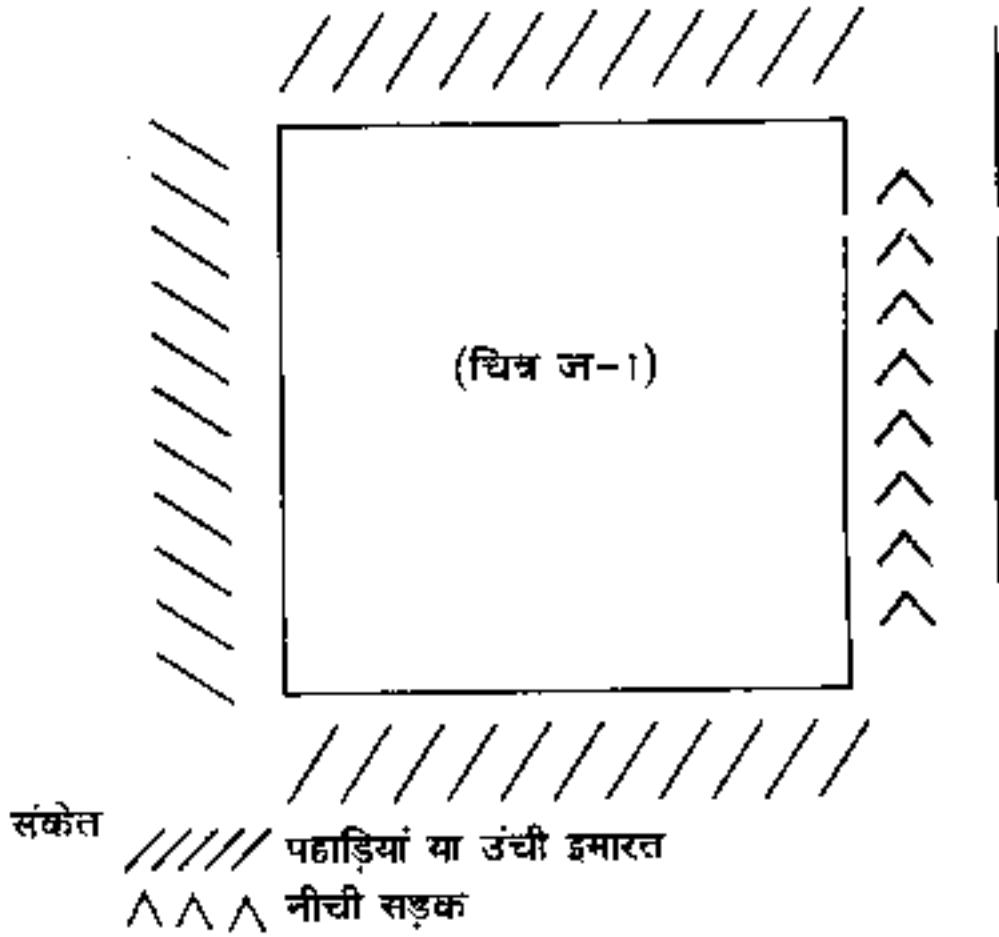 (चित्र ज-1)
संकेत
पहाड़ियां या उंची इमारत
नीची सड़क